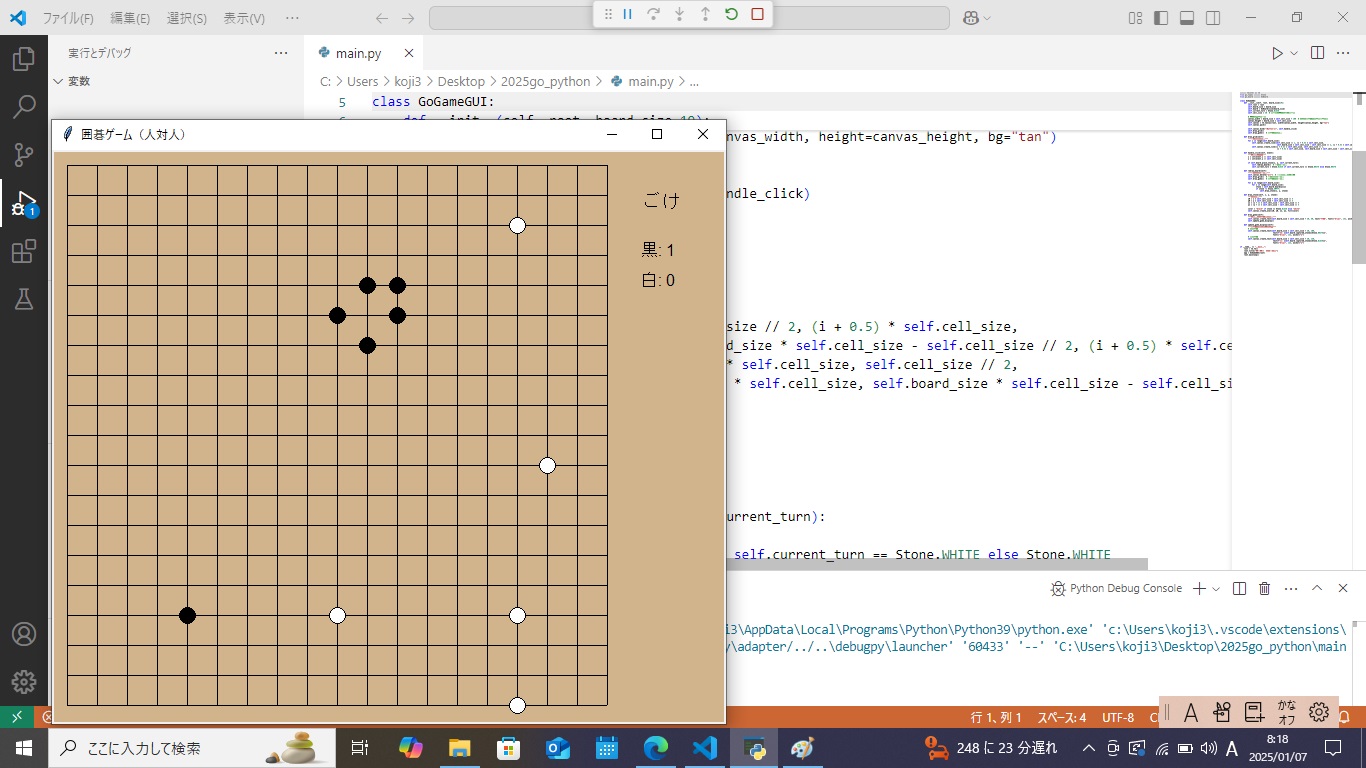 ファイル(F) 編集(E) 選択(S) 表示(V) ···
実行とデバッグ ···
変数
main.py
C: > Users > koji3 > Desktop > 2025go_python > main.py > ...
5 class GoGameGUI:
囲碁ゲーム（人対人）
nvas_width, height=canvas_height, bg="tan")
ndle_click)
ごけ
黒: 1
白: 0
size // 2, (i + 0.5) * self.cell_size,
d_size * self.cell_size - self.cell_size // 2, (i + 0.5) * self.ce
* self.cell_size, self.cell_size // 2,
* self.cell_size, self.board_size * self.cell_size - self.cell_si
urrent_turn):
self.current_turn == Stone.WHITE else Stone.WHITE
1
Python Debug Console
i3\AppData\Local\Programs\Python\Python39\python.exe' 'c:\Users\koji3\.vscode\extensions\
y\adapter/../..\debugpy\launcher' '60433' '--' 'C:\Users\koji3\Desktop\2025go_python\main
行 1、列 1 スペース: 4 UTF-8
A かな オフ
ここに入力して検索
248 に 23 分遅れ
A
8:18
2025/01/07